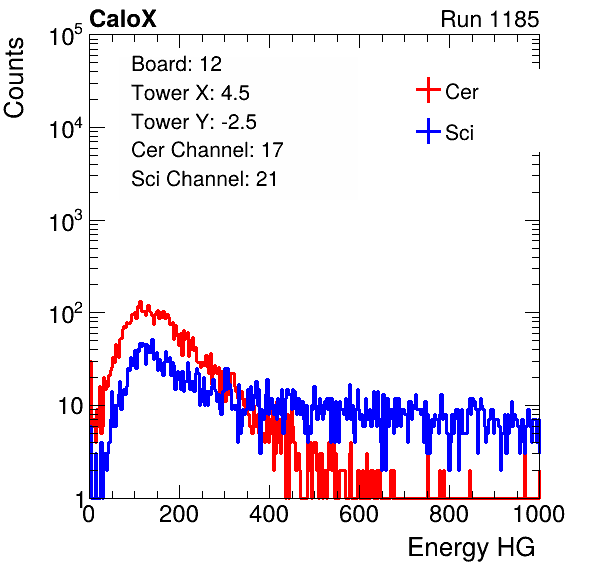 CaloX Run 1185
Counts
10^5
10^4
10^3
10^2
10
1
Board: 12
Tower X: 4.5
Tower Y: -2.5
Cer Channel: 17
Sci Channel: 21
Cer
Sci
0 200 400 600 800 1000
Energy HG